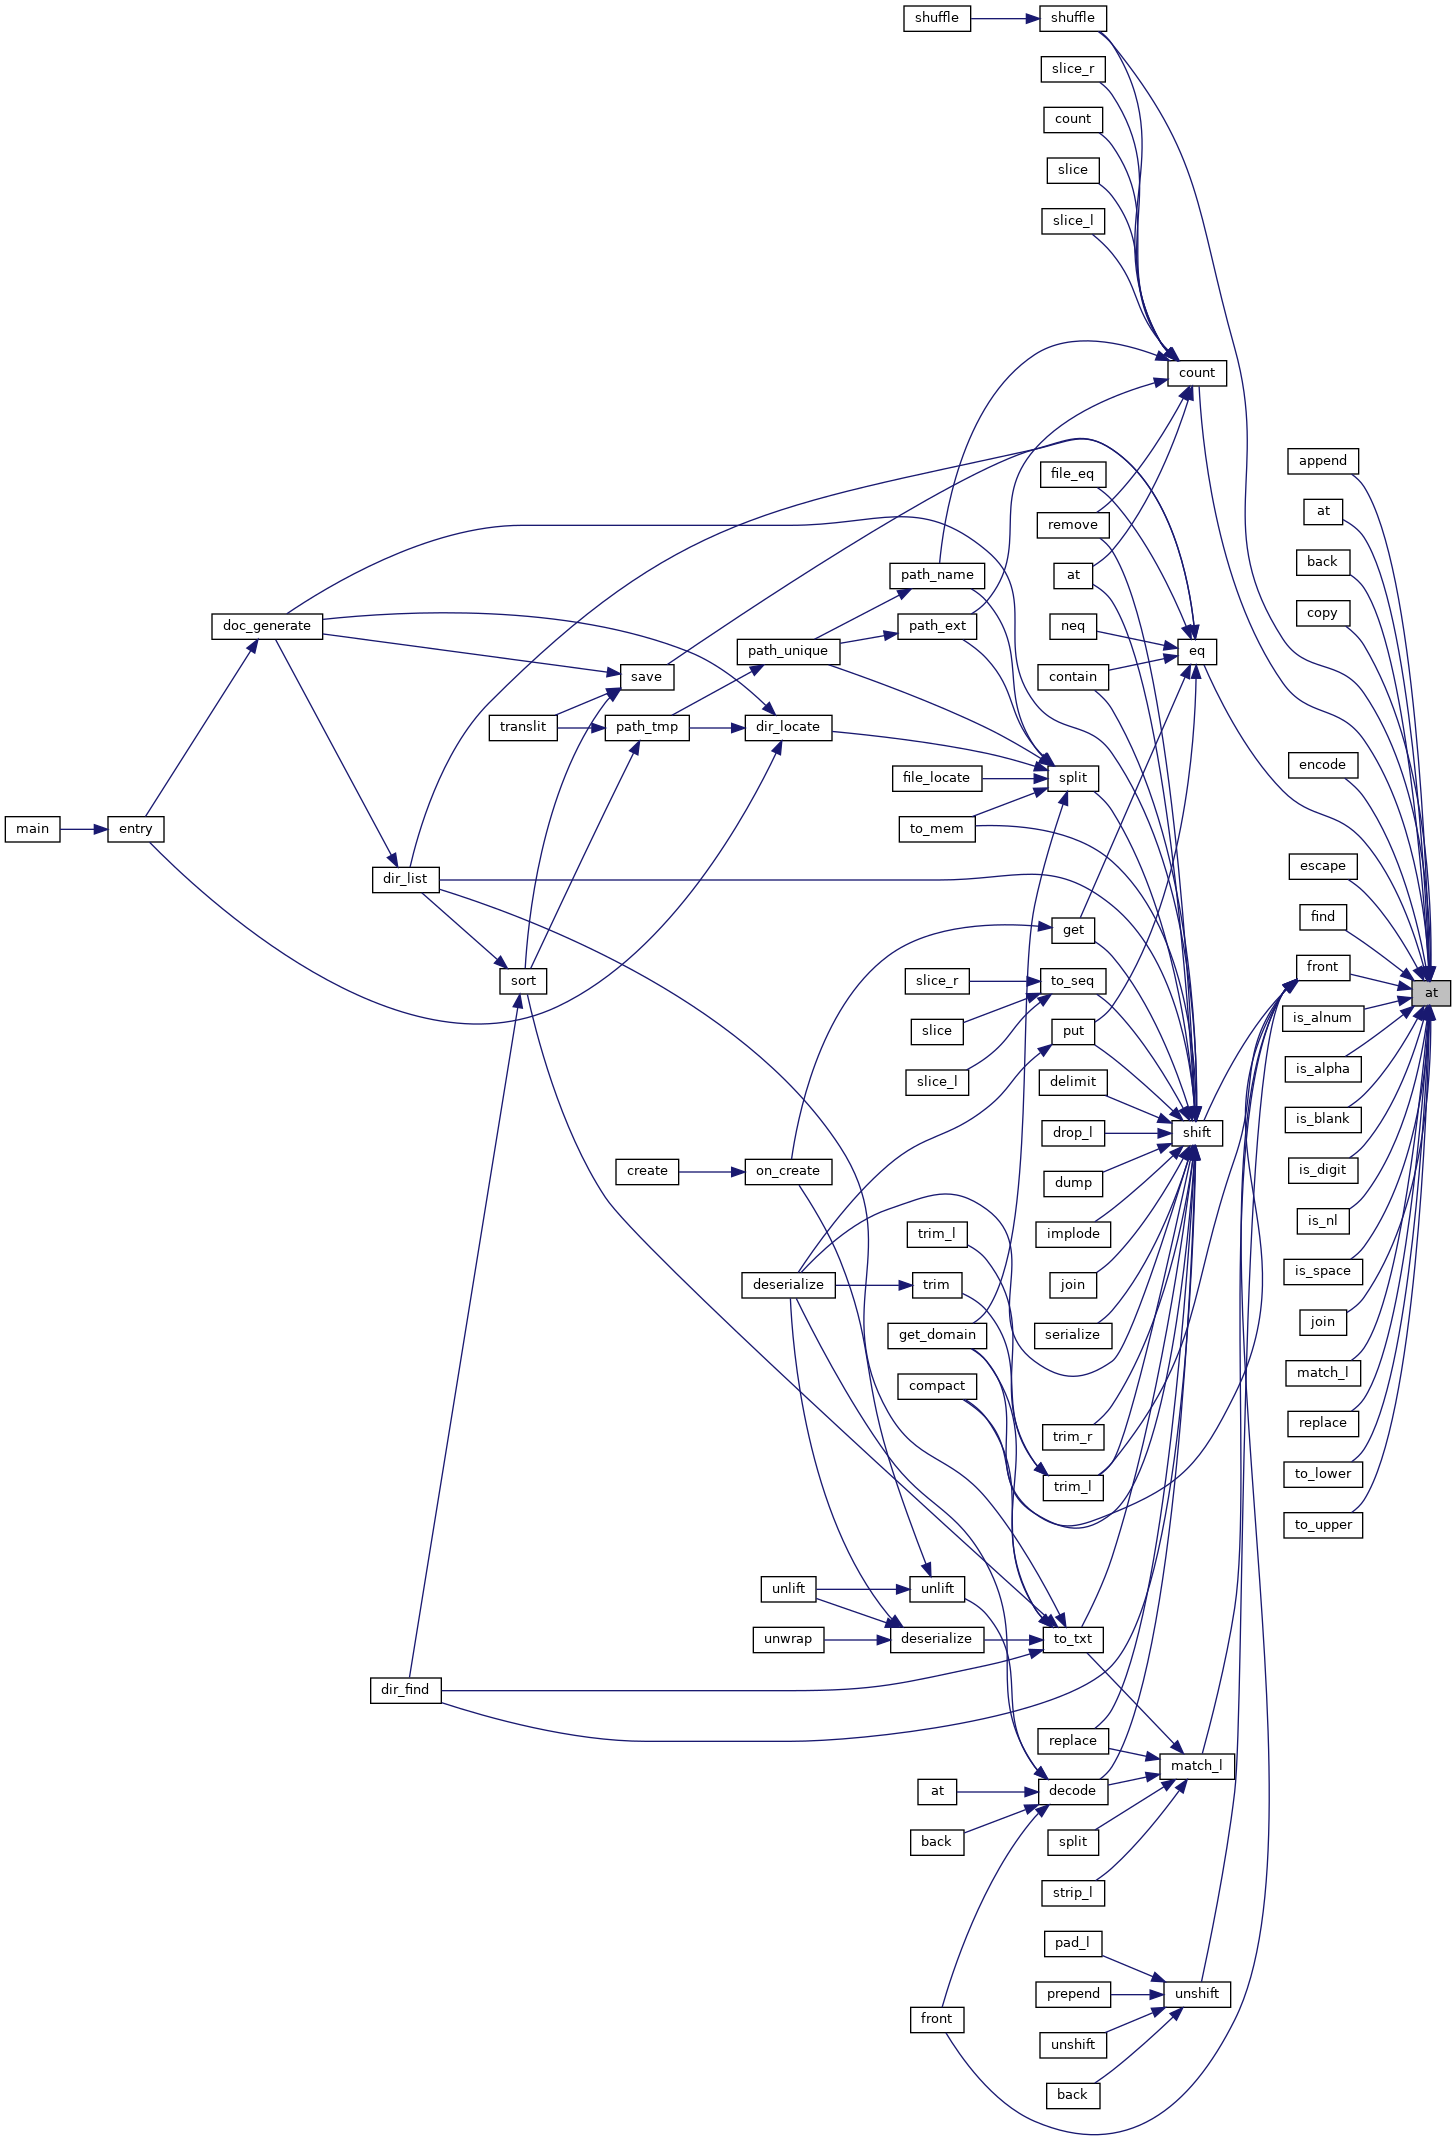 shuffle
shuffle
slice_r
count
slice
slice_l
count
append
file_eq
at
remove
back
path_name
at
copy
doc_generate
path_ext
neq
path_unique
eq
save
contain
translit
path_tmp
dir_locate
encode
file_locate
split
main
entry
to_mem
escape
dir_list
find
get
front
sort
slice_r
to_seq
at
is_alnum
slice
put
is_alpha
slice_l
delimit
is_blank
drop_l
shift
create
on_create
is_digit
dump
is_nl
trim_l
implode
is_space
deserialize
trim
join
join
get_domain
serialize
match_l
compact
replace
trim_r
to_lower
trim_l
to_upper
unlift
unlift
unwrap
deserialize
to_txt
dir_find
replace
match_l
at
decode
back
split
strip_l
pad_l
prepend
unshift
front
unshift
back